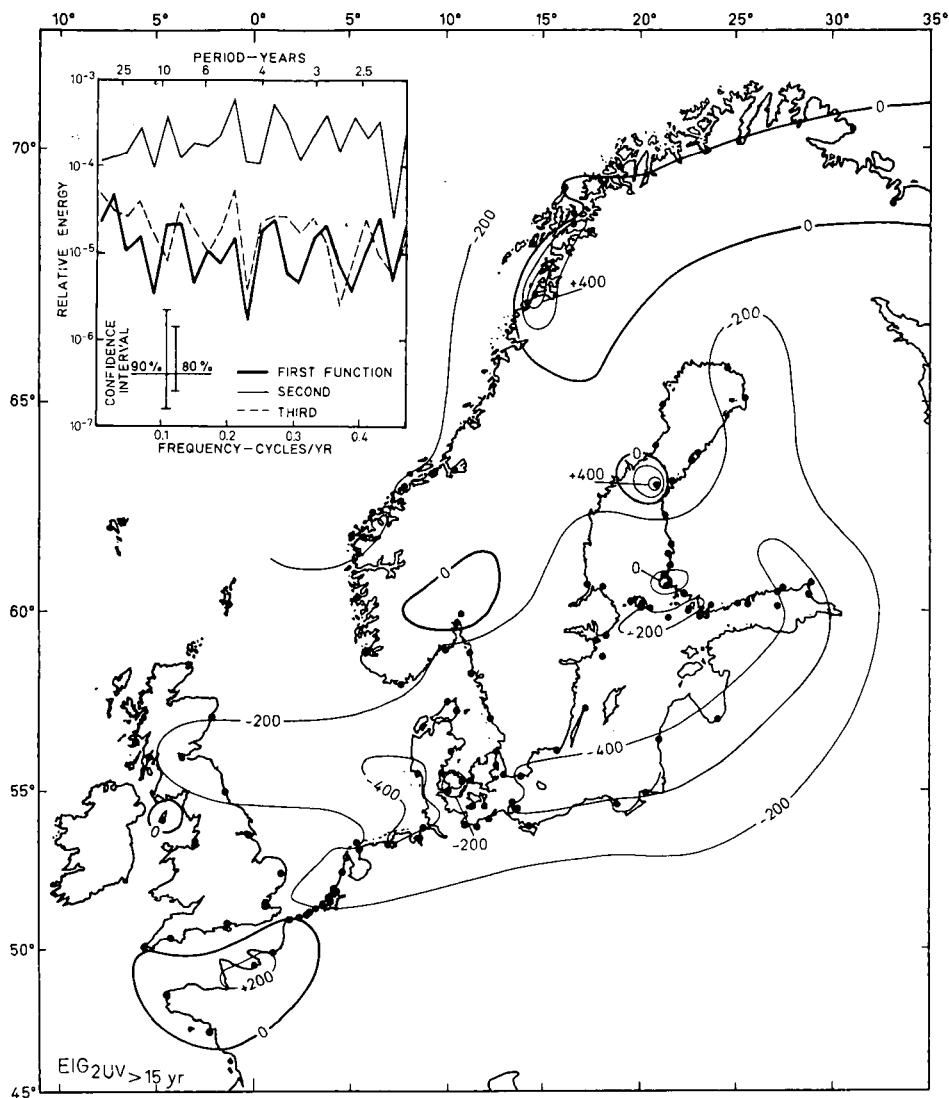 10° 5° 0° 5° 10° 15° 20° 25° 30° 35°
PERIOD-YEARS
25 10 6 4 3 2.5
10-3
10-4
10-5
10-6
10-7
RELATIVE ENERGY
CONFIDENCE
INTERVAL
90% 80%
FIRST FUNCTION
SECOND
THIRD
0.1 0.2 0.3 0.4
FREQUENCY-CYCLES/YR
70°
65°
60°
55°
50°
45°
0
-200
0
+400
-200
0
+400
0
0
+200
-200
-400
-400
-200
-200
0
+200
0
EIG2UV>15 yr